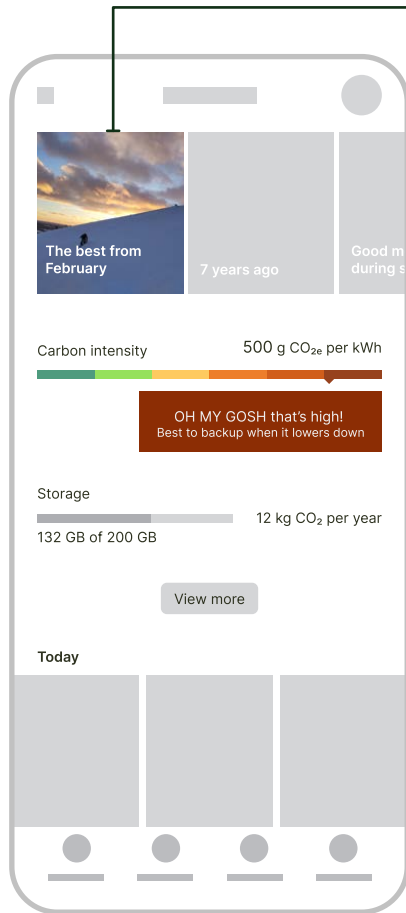 The best from
February
7 years ago
Good m
during s
Carbon intensity
500 g CO₂e per kWh
OH MY GOSH that's high!
Best to backup when it lowers down
Storage
12 kg CO₂ per year
132 GB of 200 GB
View more
Today